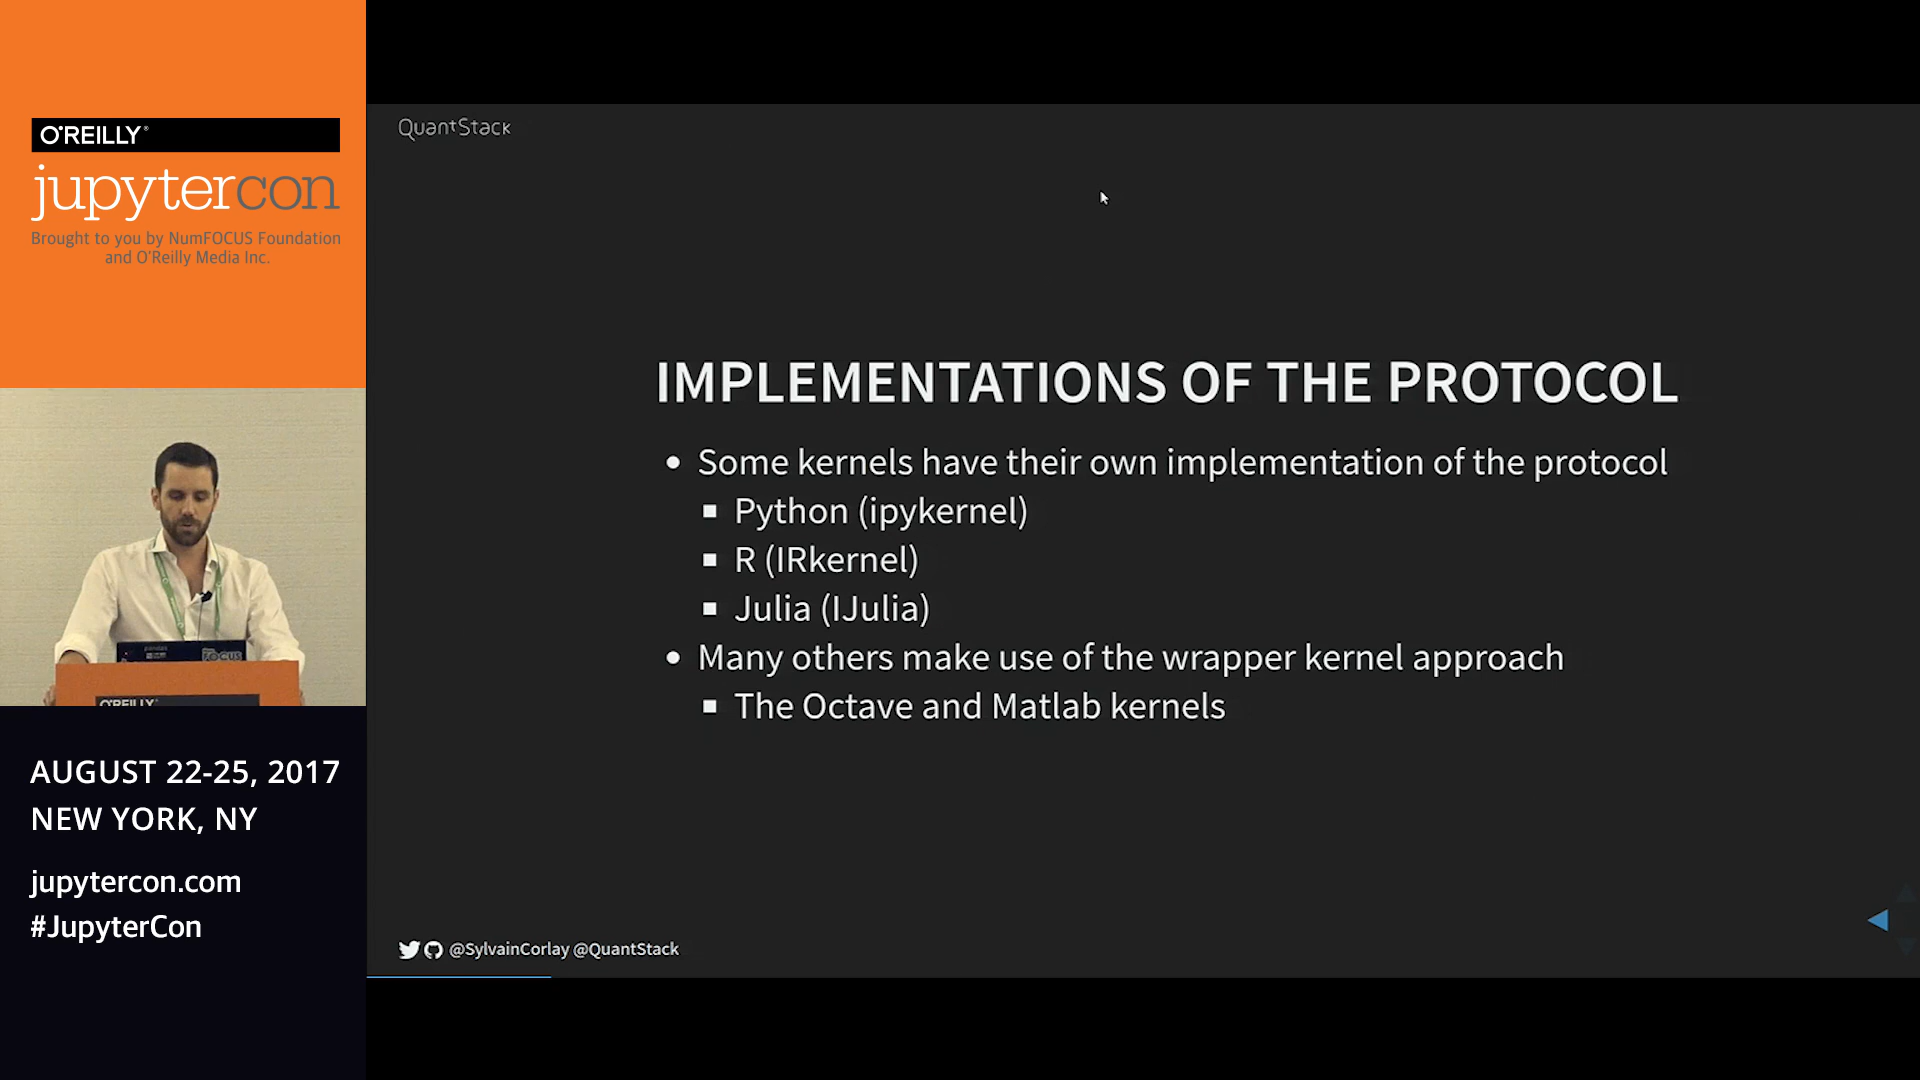 O'REILLY®
jupytercon
Brought to you by NumFOCUS Foundation
and O'Reilly Media Inc.
O'REILLY
AUGUST 22-25, 2017
NEW YORK, NY
jupytercon.com
#JupyterCon
QuantStack
IMPLEMENTATIONS OF THE PROTOCOL
• Some kernels have their own implementation of the protocol
▪ Python (ipykernel)
▪ R (IRkernel)
▪ Julia (IJulia)
• Many others make use of the wrapper kernel approach
▪ The Octave and Matlab kernels
@SylvainCorlay @QuantStack